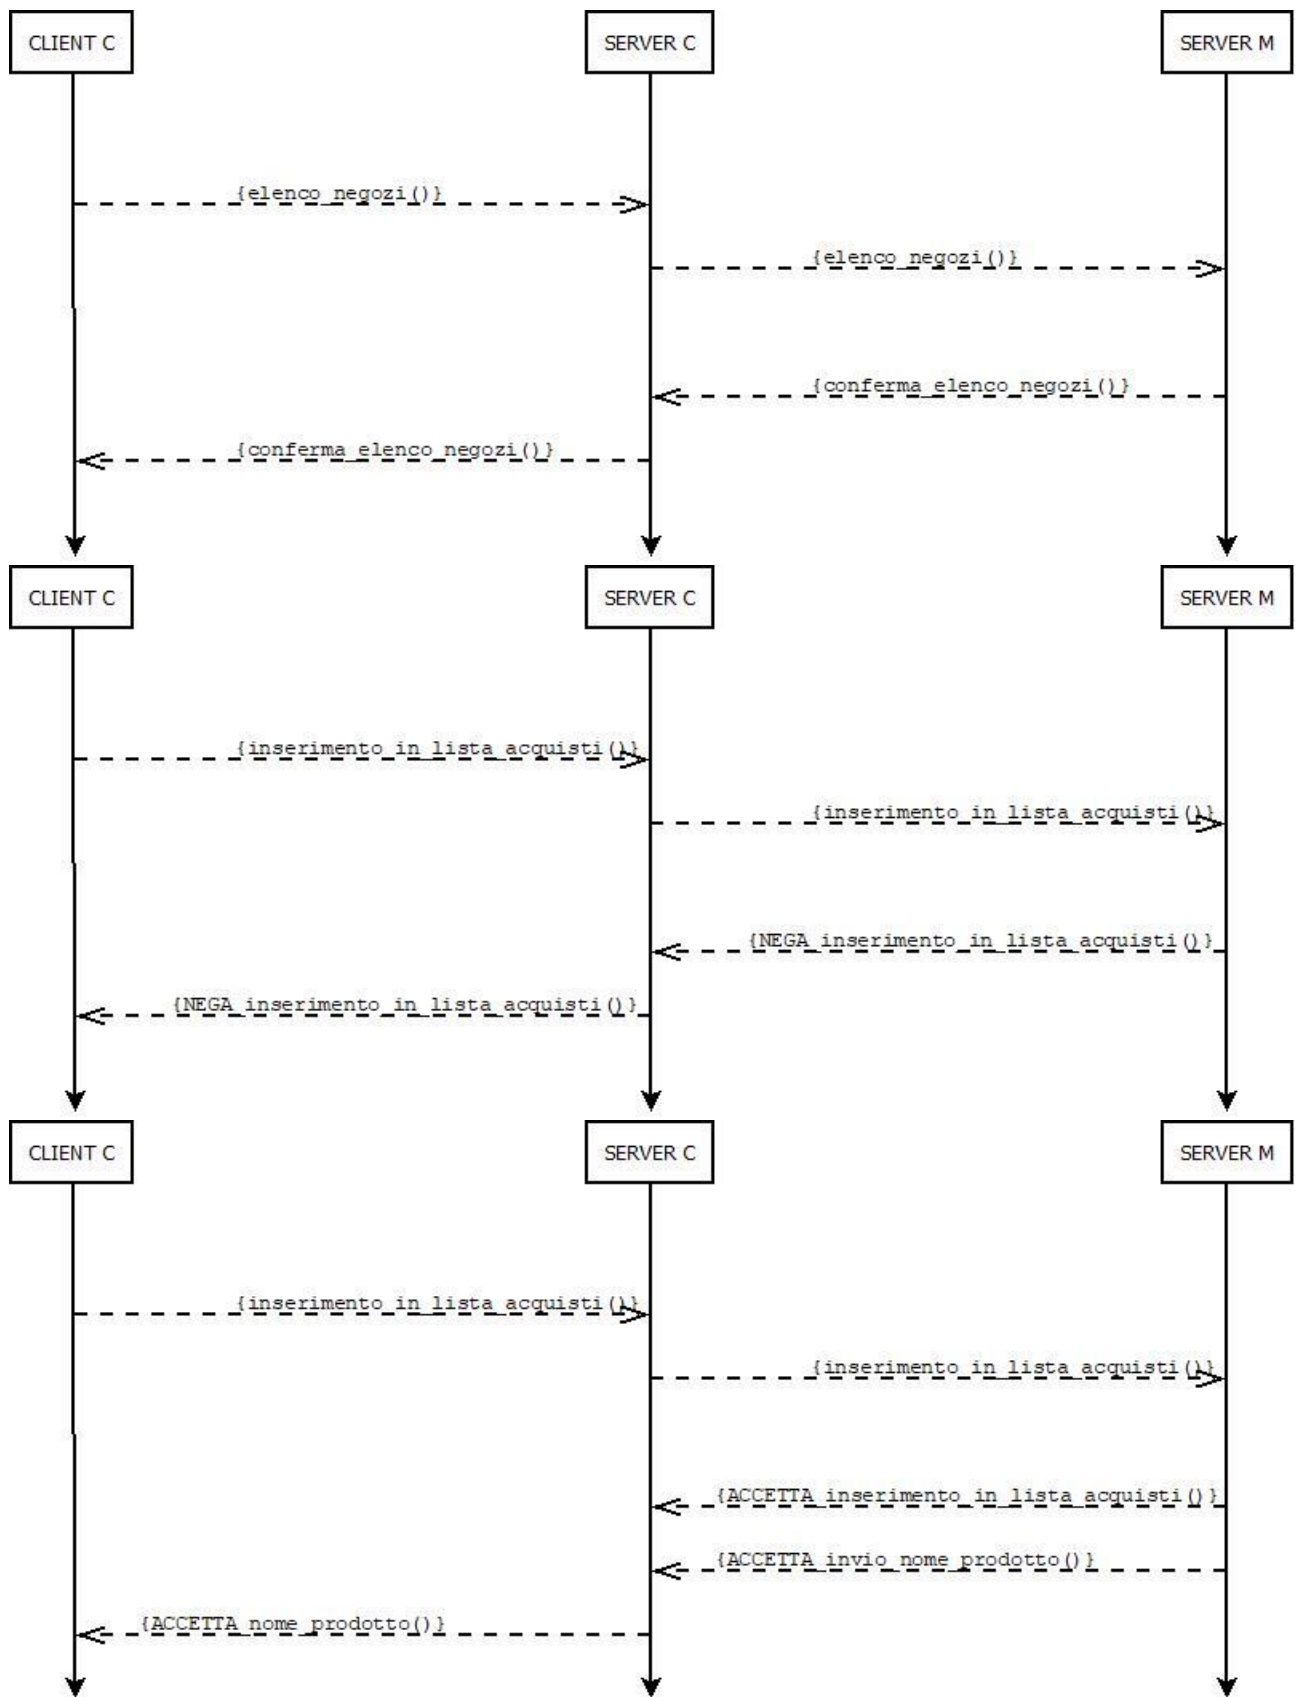 CLIENT C SERVER C SERVER M
{elenco_negozi()}
{elenco_negozi()}
{conferma_elenco_negozi()}
{conferma_elenco_negozi()}
CLIENT C SERVER C SERVER M
{inserimento_in_lista_acquisti()}
{inserimento_in_lista_acquisti()}
{NEGA_inserimento_in_lista_acquisti()}
{NEGA_inserimento_in_lista_acquisti()}
CLIENT C SERVER C SERVER M
{inserimento_in_lista_acquisti()}
{inserimento_in_lista_acquisti()}
{ACCETTA_inserimento_in_lista_acquisti()}
{ACCETTA_invio_nome_prodotto()}
{ACCETTA_nome_prodotto()}